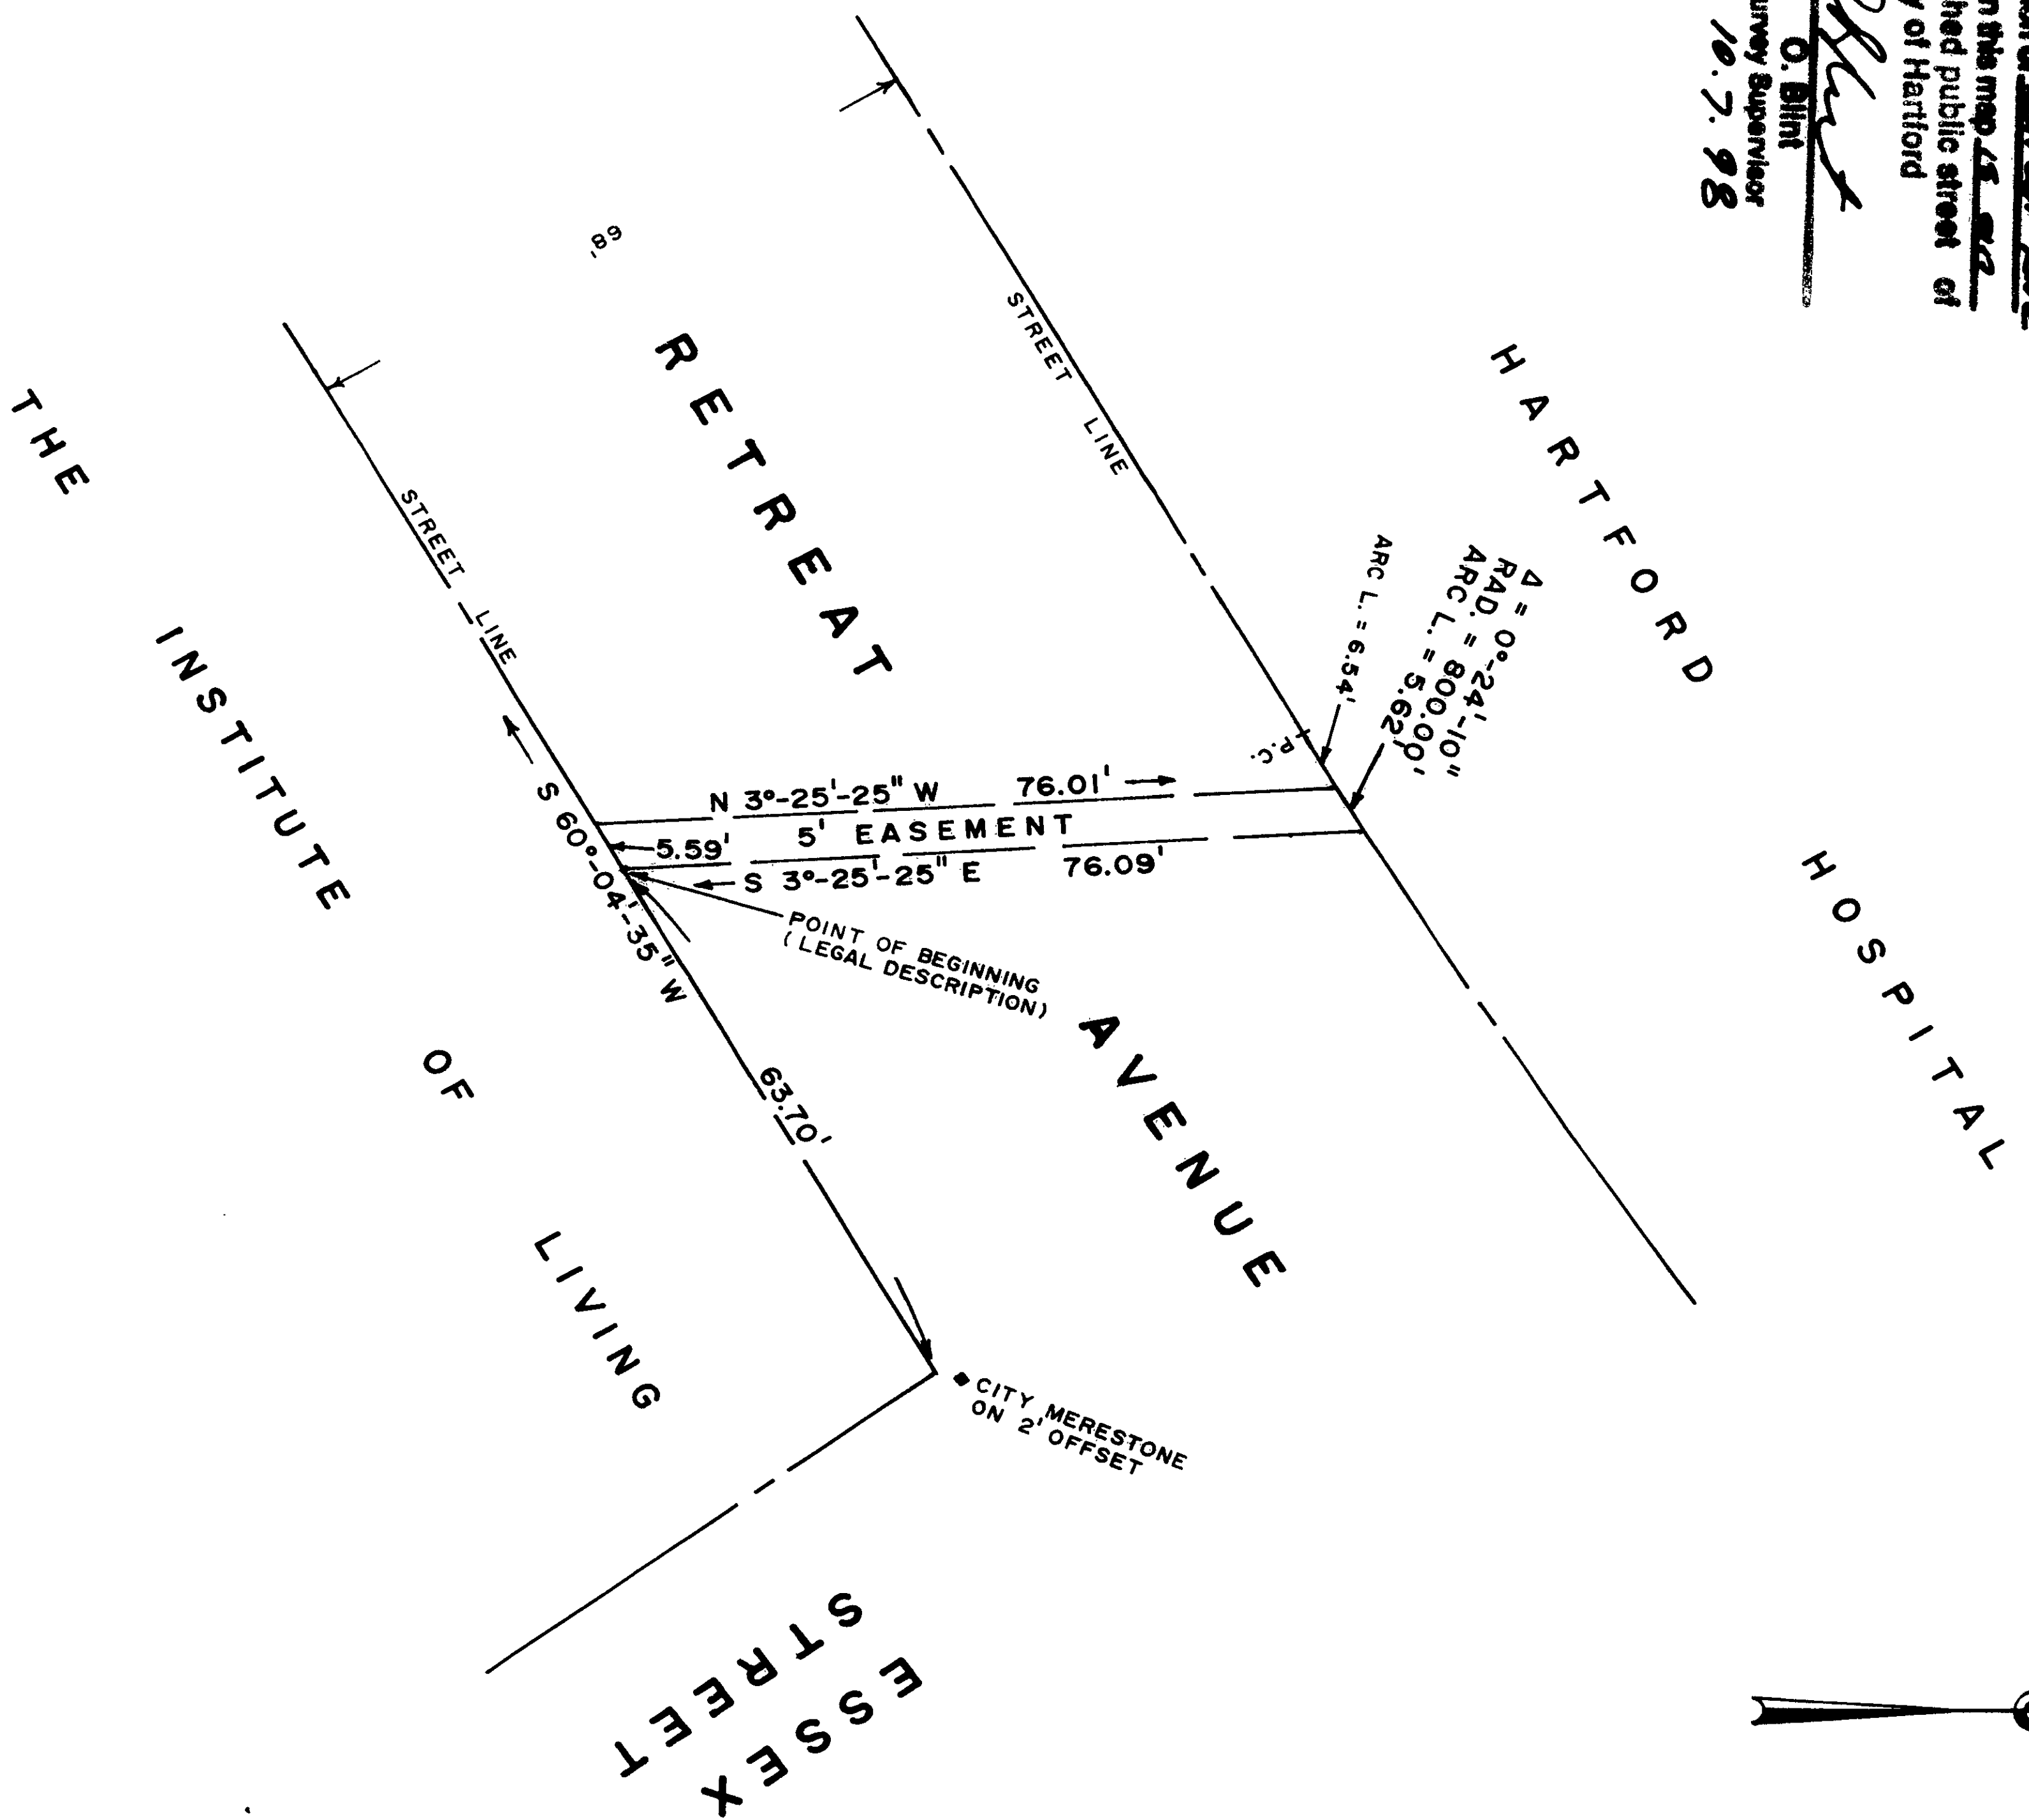 n this map is an
hed public street of
y of Hartford
O. Blint
urvey Supervisor
10.7.98
68'
RETREAT
AVENUE
STREET LINE
STREET LINE
HARTFORD
HOSPITAL
THE
INSTITUTE
OF
LIVING
Δ = 0°-24'-10"
RAD. = 800.00'
ARC L. = 5.62'
ARC L. = 6.54'
P.C.
N 3°-25'-25" W 76.01'
5' EASEMENT
5.59'
S 3°-25'-25" E 76.09'
S 60°-04'-35" W
63.70'
POINT OF BEGINNING
(LEGAL DESCRIPTION)
CITY MERESTONE
ON 2' OFFSET
ESSEX
STREET